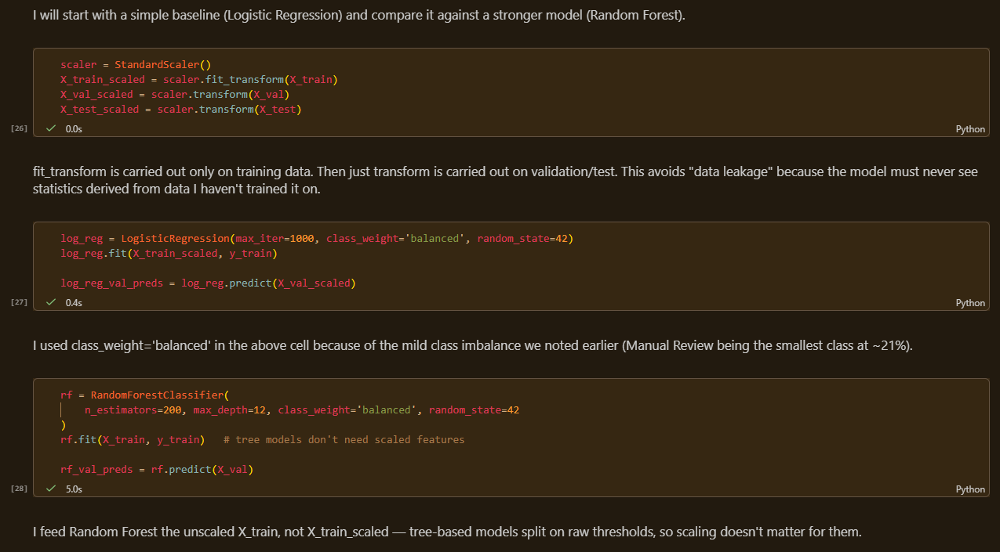 I will start with a simple baseline (Logistic Regression) and compare it against a stronger model (Random Forest).
scaler = StandardScaler()
X_train_scaled = scaler.fit_transform(X_train)
X_val_scaled = scaler.transform(X_val)
X_test_scaled = scaler.transform(X_test)
[26] ✓ 0.0s Python
fit_transform is carried out only on training data. Then just transform is carried out on validation/test. This avoids "data leakage" because the model must never see
statistics derived from data I haven't trained it on.
log_reg = LogisticRegression(max_iter=1000, class_weight='balanced', random_state=42)
log_reg.fit(X_train_scaled, y_train)
log_reg_val_preds = log_reg.predict(X_val_scaled)
[27] ✓ 0.4s Python
I used class_weight='balanced' in the above cell because of the mild class imbalance we noted earlier (Manual Review being the smallest class at ~21%).
rf = RandomForestClassifier(
    n_estimators=200, max_depth=12, class_weight='balanced', random_state=42
)
rf.fit(X_train, y_train)   # tree models don't need scaled features
rf_val_preds = rf.predict(X_val)
[28] ✓ 5.0s Python
I feed Random Forest the unscaled X_train, not X_train_scaled — tree-based models split on raw thresholds, so scaling doesn't matter for them.